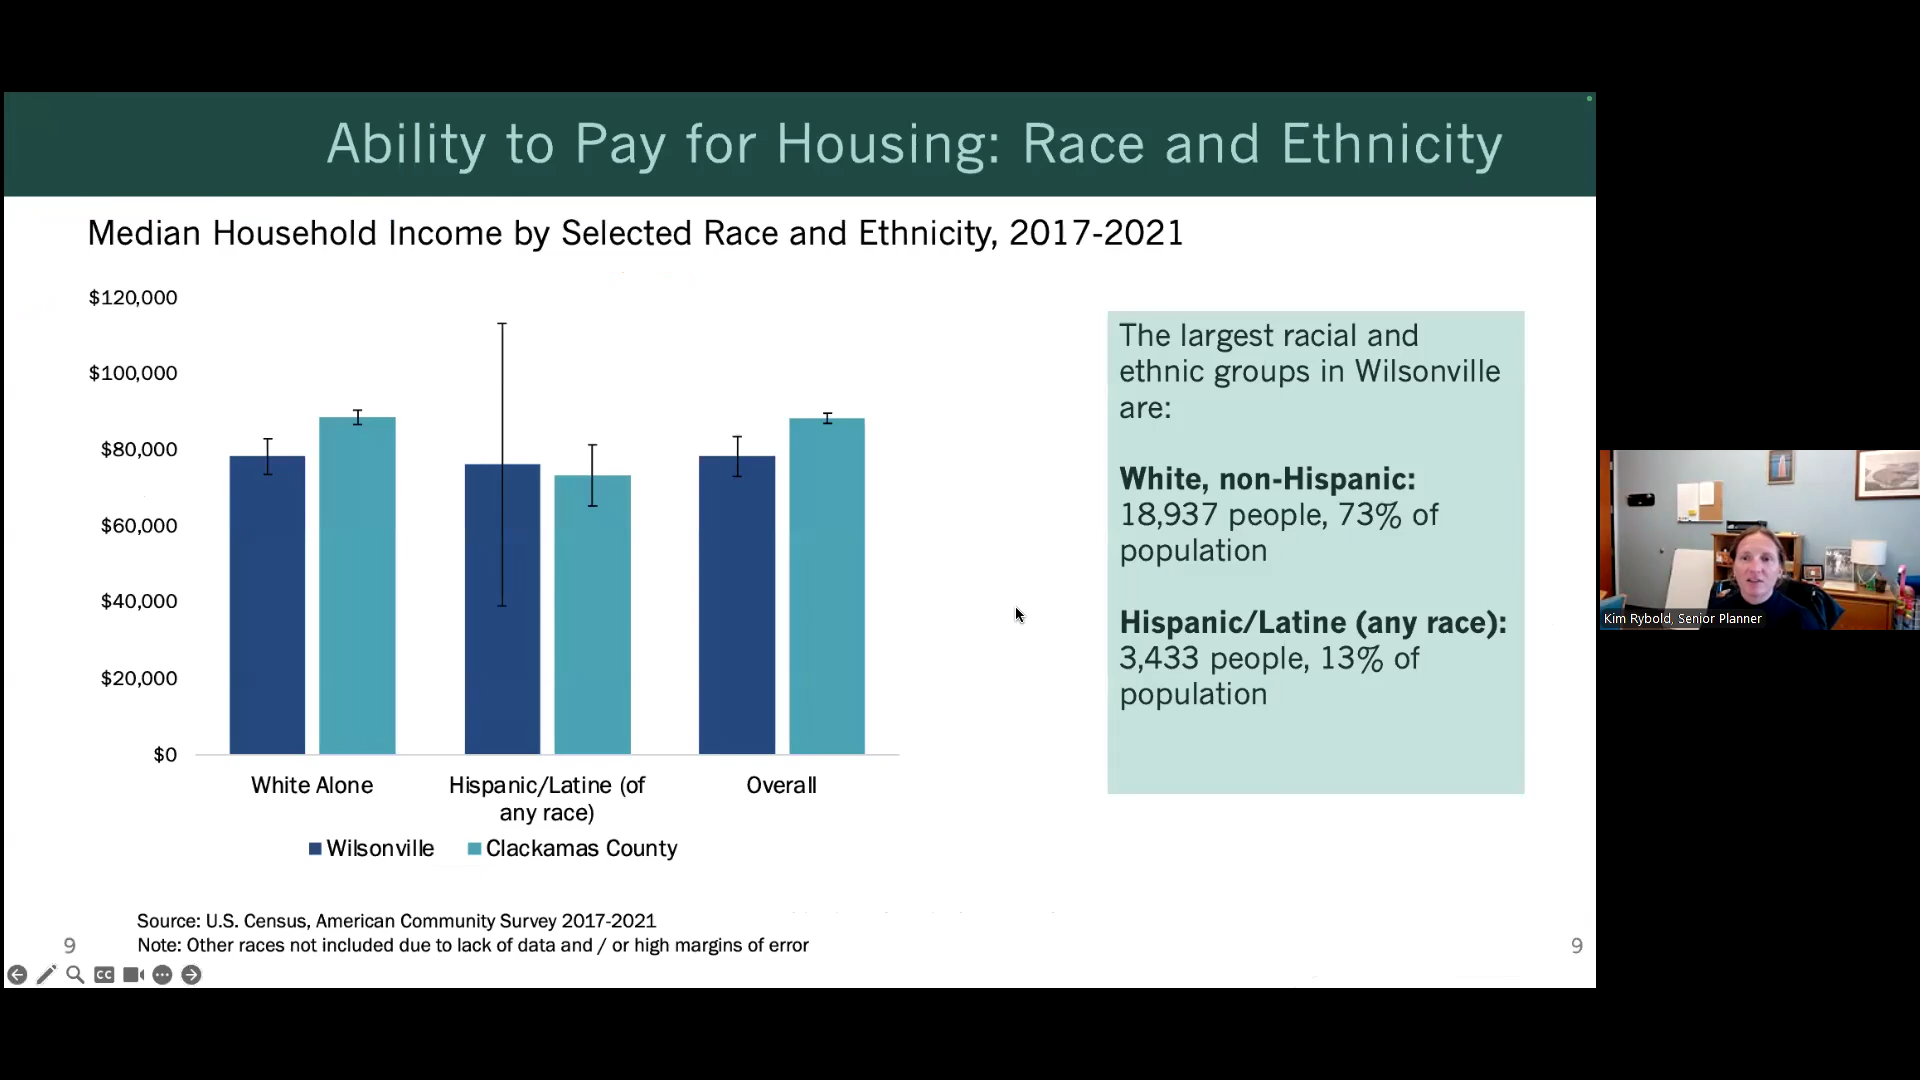 Ability to Pay for Housing: Race and Ethnicity
Median Household Income by Selected Race and Ethnicity, 2017-2021
$120,000
$100,000
$80,000
$60,000
$40,000
$20,000
$0
White Alone
Hispanic/Latine (of
any race)
Overall
Wilsonville
Clackamas County
The largest racial and
ethnic groups in Wilsonville
are:
White, non-Hispanic:
18,937 people, 73% of
population
Hispanic/Latine (any race):
3,433 people, 13% of
population
Source: U.S. Census, American Community Survey 2017-2021
Note: Other races not included due to lack of data and / or high margins of error
9
9
CC
Kim Rybold, Senior Planner